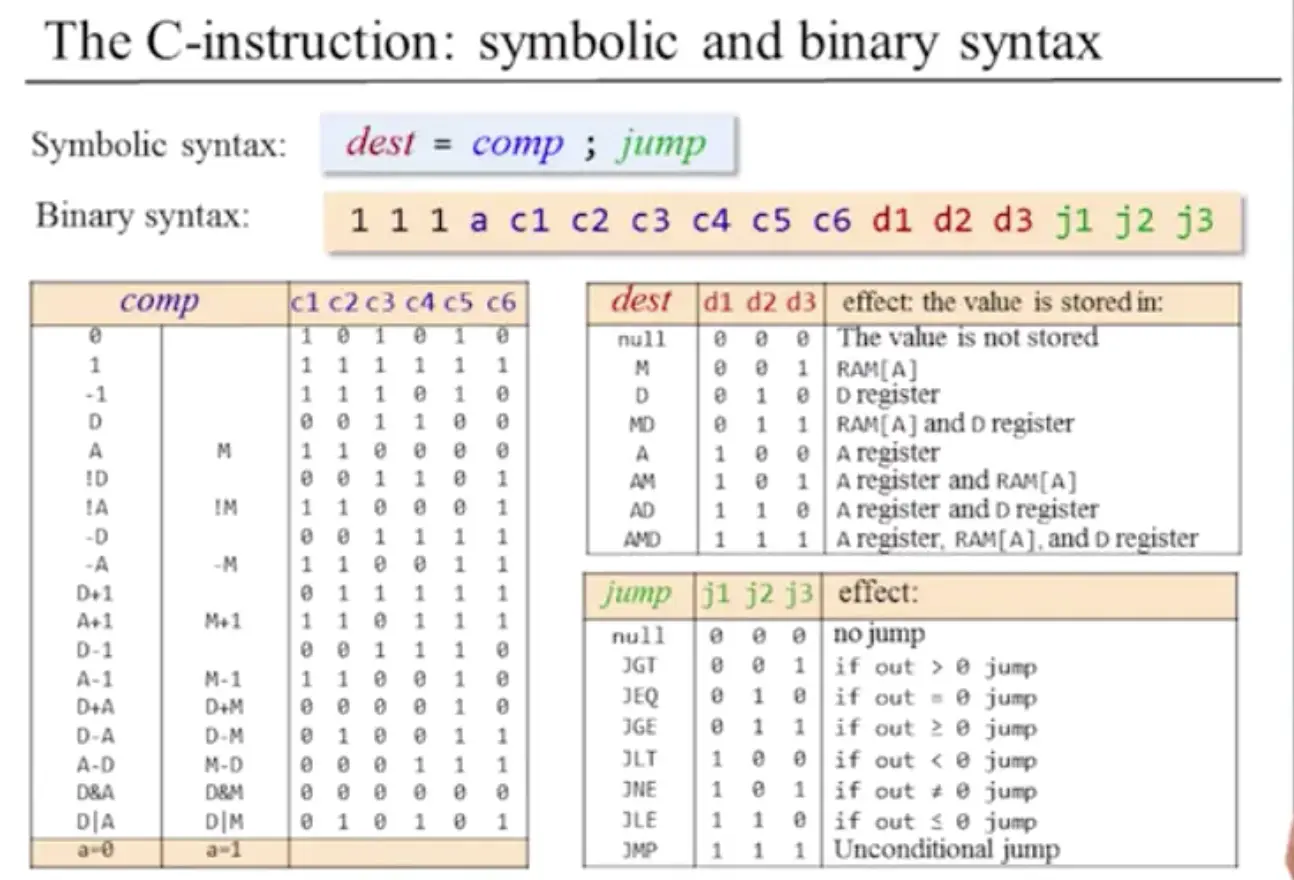 The C-instruction: symbolic and binary syntax
Symbolic syntax: dest = comp ; jump
Binary syntax: 1 1 1 a c1 c2 c3 c4 c5 c6 d1 d2 d3 j1 j2 j3
comp c1 c2 c3 c4 c5 c6
0 1 0 1 0 1 0
1 1 1 1 1 1 1
-1 1 1 1 0 1 0
D 0 0 1 1 0 0
A M 1 1 0 0 0 0
!D 0 0 1 1 0 1
!A !M 1 1 0 0 0 1
-D 0 0 1 1 1 1
-A -M 1 1 0 0 1 1
D+1 0 1 1 1 1 1
A+1 M+1 1 1 0 1 1 1
D-1 0 0 1 1 1 0
A-1 M-1 1 1 0 0 1 0
D+A D+M 0 0 0 0 1 0
D-A D-M 0 1 0 0 1 1
A-D M-D 0 0 0 1 1 1
D&A D&M 0 0 0 0 0 0
D|A D|M 0 1 0 1 0 1
a=0 a=1
dest d1 d2 d3 effect: the value is stored in:
null 0 0 0 The value is not stored
M 0 0 1 RAM[A]
D 0 1 0 D register
MD 0 1 1 RAM[A] and D register
A 1 0 0 A register
AM 1 0 1 A register and RAM[A]
AD 1 1 0 A register and D register
AMD 1 1 1 A register, RAM[A], and D register
jump j1 j2 j3 effect:
null 0 0 0 no jump
JGT 0 0 1 if out > 0 jump
JEQ 0 1 0 if out = 0 jump
JGE 0 1 1 if out ≥ 0 jump
JLT 1 0 0 if out < 0 jump
JNE 1 0 1 if out ≠ 0 jump
JLE 1 1 0 if out ≤ 0 jump
JMP 1 1 1 Unconditional jump